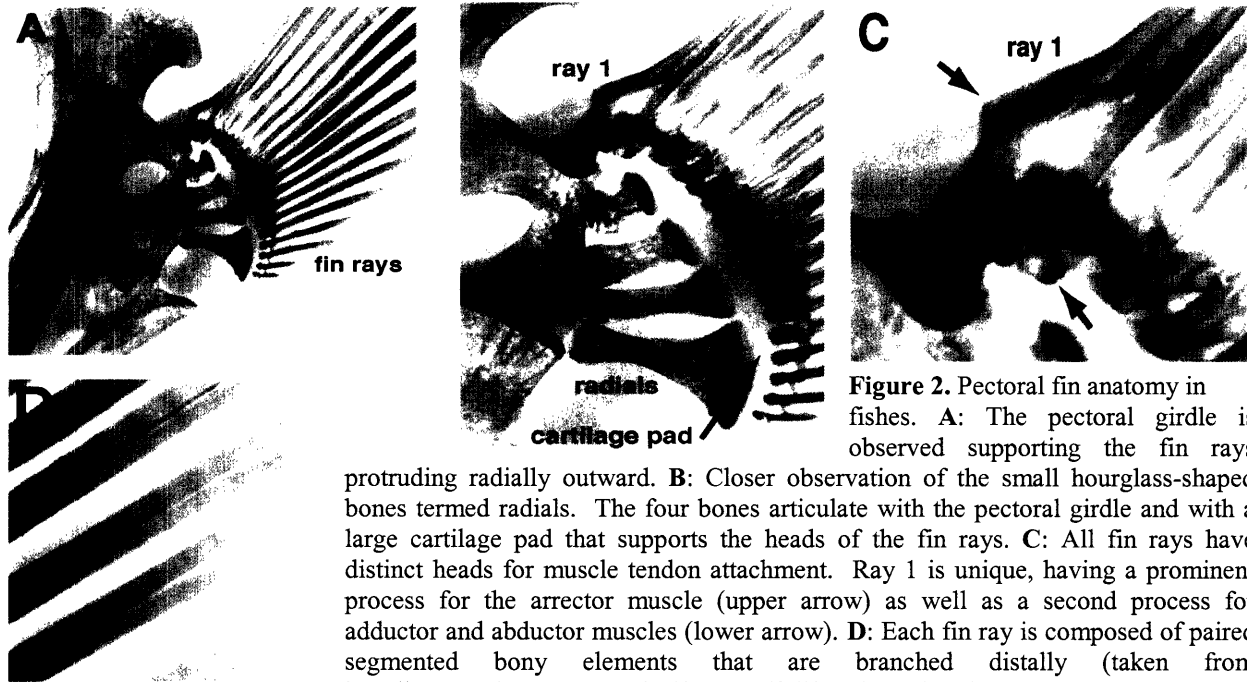 A
ray 1
C
ray 1
fin rays
radials
cartilage pad
D
Figure 2. Pectoral fin anatomy in
fishes. A: The pectoral girdle i
observed supporting the fin rays
protruding radially outward. B: Closer observation of the small hourglass-shaped
bones termed radials. The four bones articulate with the pectoral girdle and with a
large cartilage pad that supports the heads of the fin rays. C: All fin rays have
distinct heads for muscle tendon attachment. Ray 1 is unique, having a prominen
process for the arrector muscle (upper arrow) as well as a second process fo
adductor and abductor muscles (lower arrow). D: Each fin ray is composed of paired
segmented bony elements that are branched distally (taken from